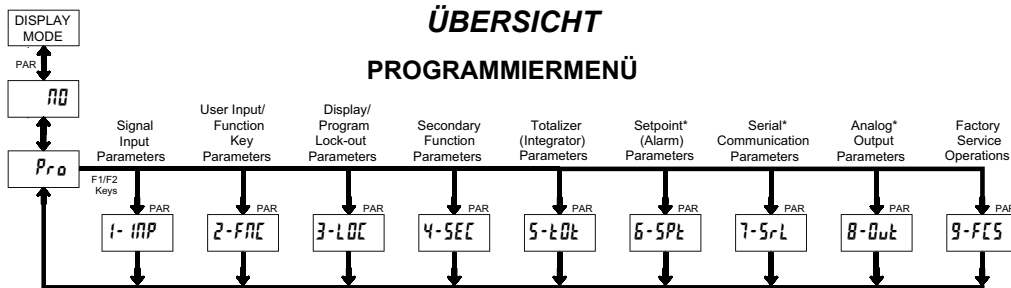 ÜBERSICHT
PROGRAMMIERMENÜ
DISPLAY
MODE
PAR
NO
Pro
F1/F2
Keys
Signal
Input
Parameters
User Input/
Function
Key
Parameters
Display/
Program
Lock-out
Parameters
Secondary
Function
Parameters
Totalizer
(Integrator)
Parameters
Setpoint*
(Alarm)
Parameters
Serial*
Communication
Parameters
Analog*
Output
Parameters
Factory
Service
Operations
PAR PAR PAR PAR PAR PAR PAR PAR PAR
1-INP 2-FNC 3-LOC 4-SEC 5-tOt 6-SPt 7-SrL 8-Out 9-FCS